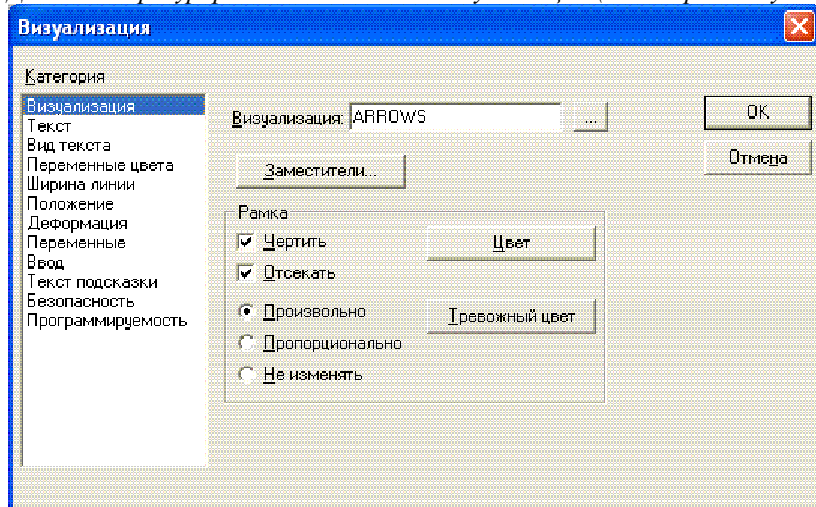 Визуализация
Категория
Визуализация
Текст
Вид текста
Переменные цвета
Ширина линии
Положение
Деформация
Переменные
Ввод
Текст подсказки
Безопасность
Программируемость
Визуализация: ARROWS ...
Заместители...
Рамка
Чертить
Отсекать
Произвольно
Пропорционально
Не изменять
Цвет
Тревожный цвет
OK
Отмена